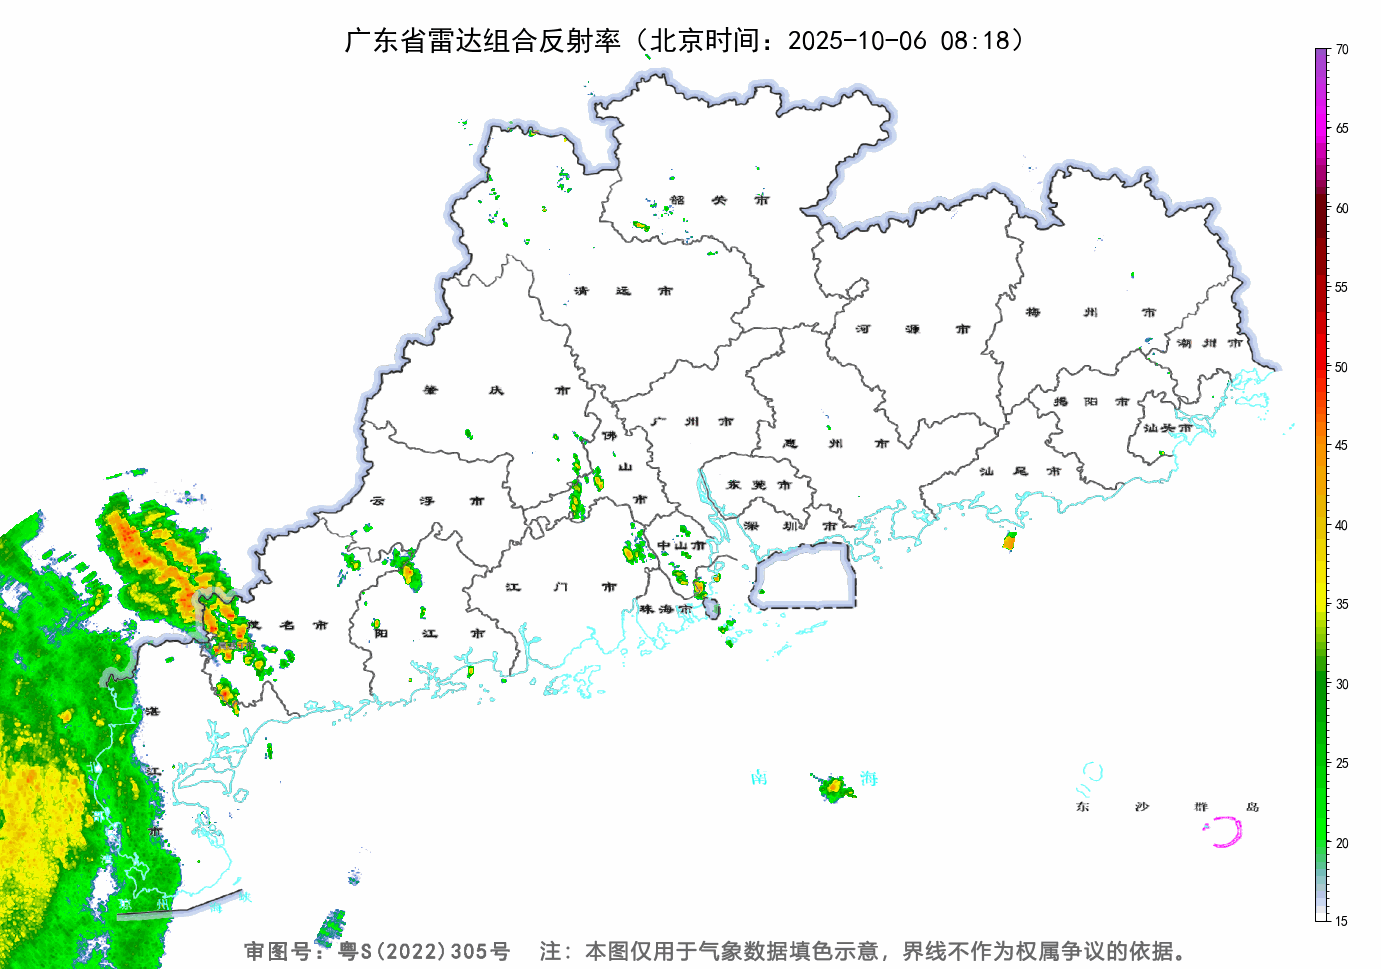 广东省雷达组合反射率（北京时间：2025-10-06 08:18）
70
65
60
55
50
45
40
35
30
25
20
15
韶关市
清远市
河源市
梅州市
潮州市
肇庆市
广州市
佛山市
惠州市
揭阳市
汕头市
汕尾市
云浮市
东莞市
深圳市
中山市
江门市
珠海市
茂名市
阳江市
湛江市
南海
东沙群岛
琼州海峡
审图号：粤S(2022)305号 注：本图仅用于气象数据填色示意，界线不作为权属争议的依据。